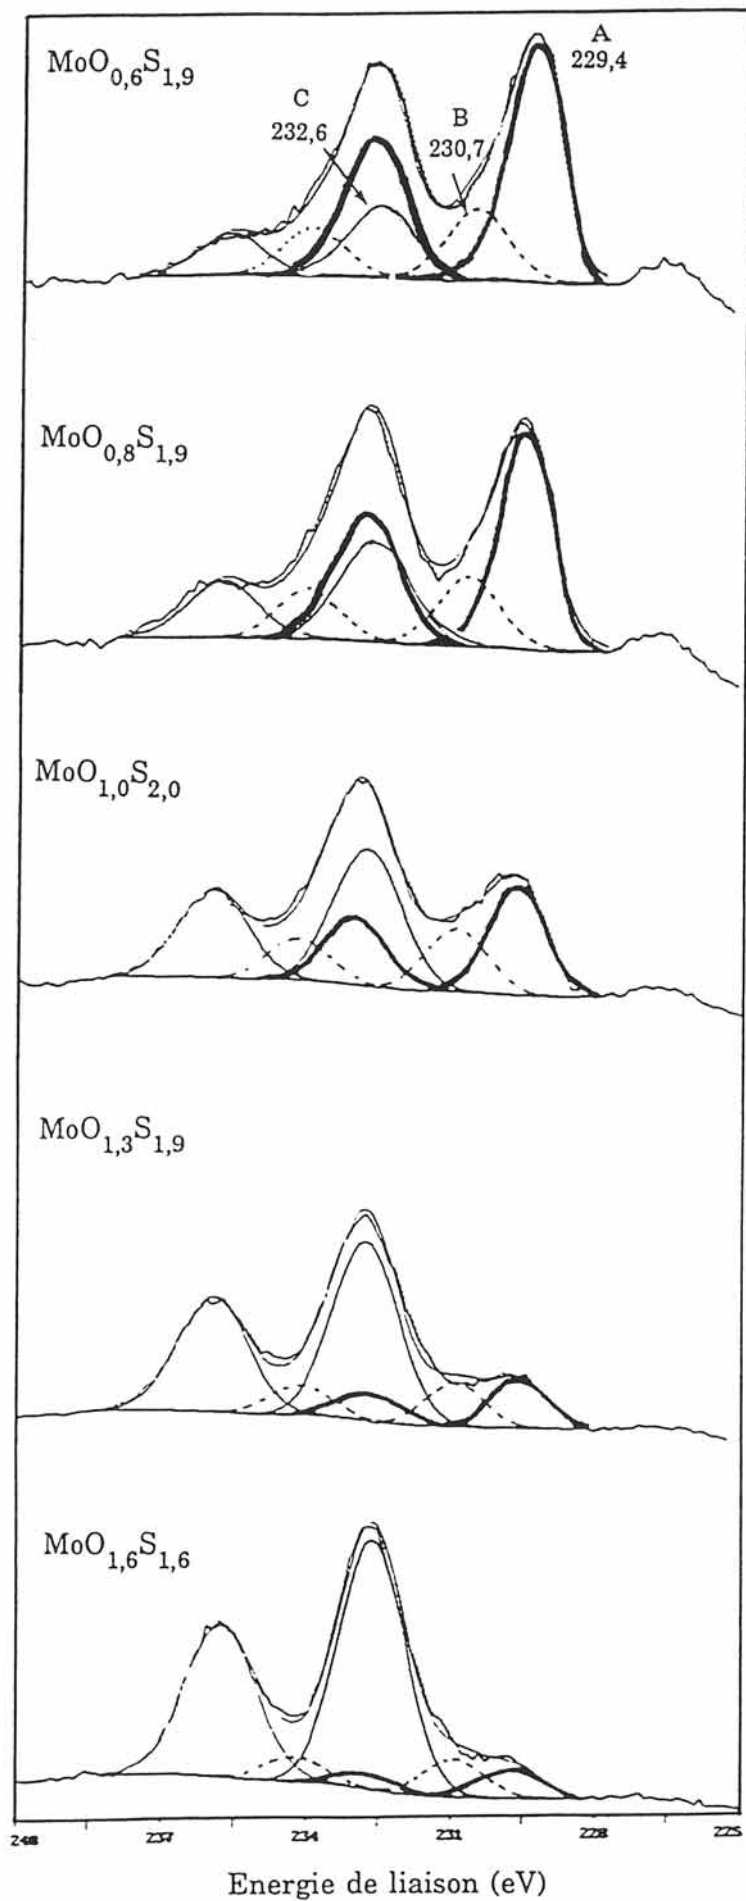 MoO0,6S1,9
A
229,4
C
232,6
B
230,7
MoO0,8S1,9
MoO1,0S2,0
MoO1,3S1,9
MoO1,6S1,6
248 237 234 231 228 225
Energie de liaison (eV)